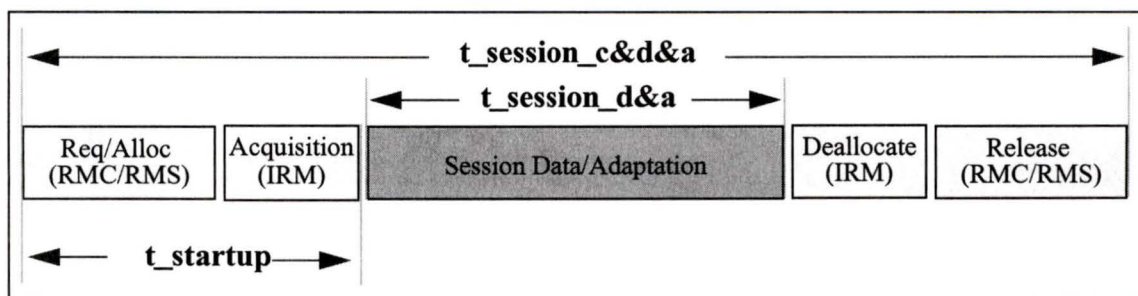 t_session_c&d&a
t_session_d&a
Req/Alloc
(RMC/RMS)
Acquisition
(IRM)
Session Data/Adaptation
Deallocate
(IRM)
Release
(RMC/RMS)
t_startup